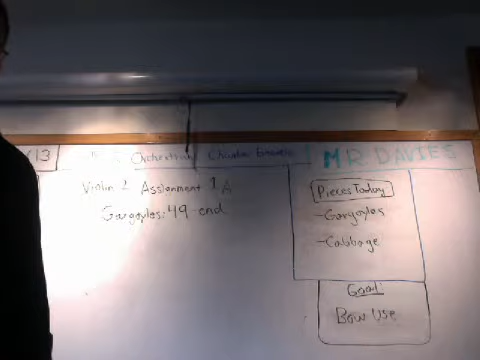 /13
Orchestra Chamber Ensemble
MR. DAVIES
Violin 2 Assignment 1A
Gargoyles: 49-end
Pieces Today
-Gargoyles
-Cabbage
Goal:
Bow Use